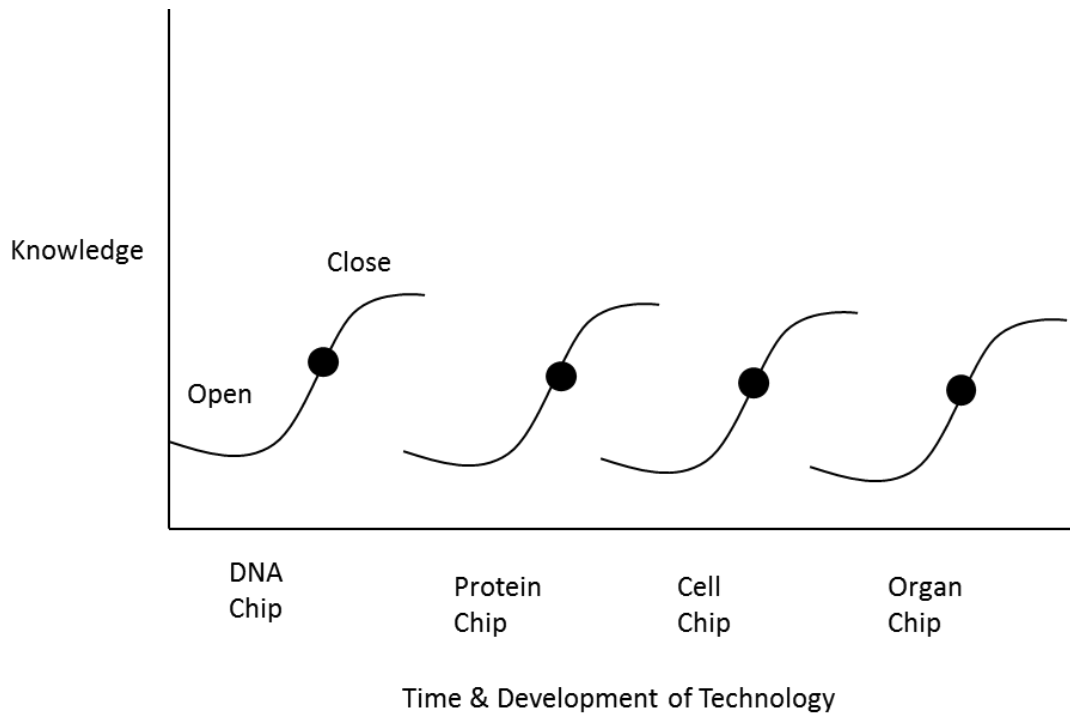 Knowledge
Close
Open
DNA
Chip
Protein
Chip
Cell
Chip
Organ
Chip
Time & Development of Technology